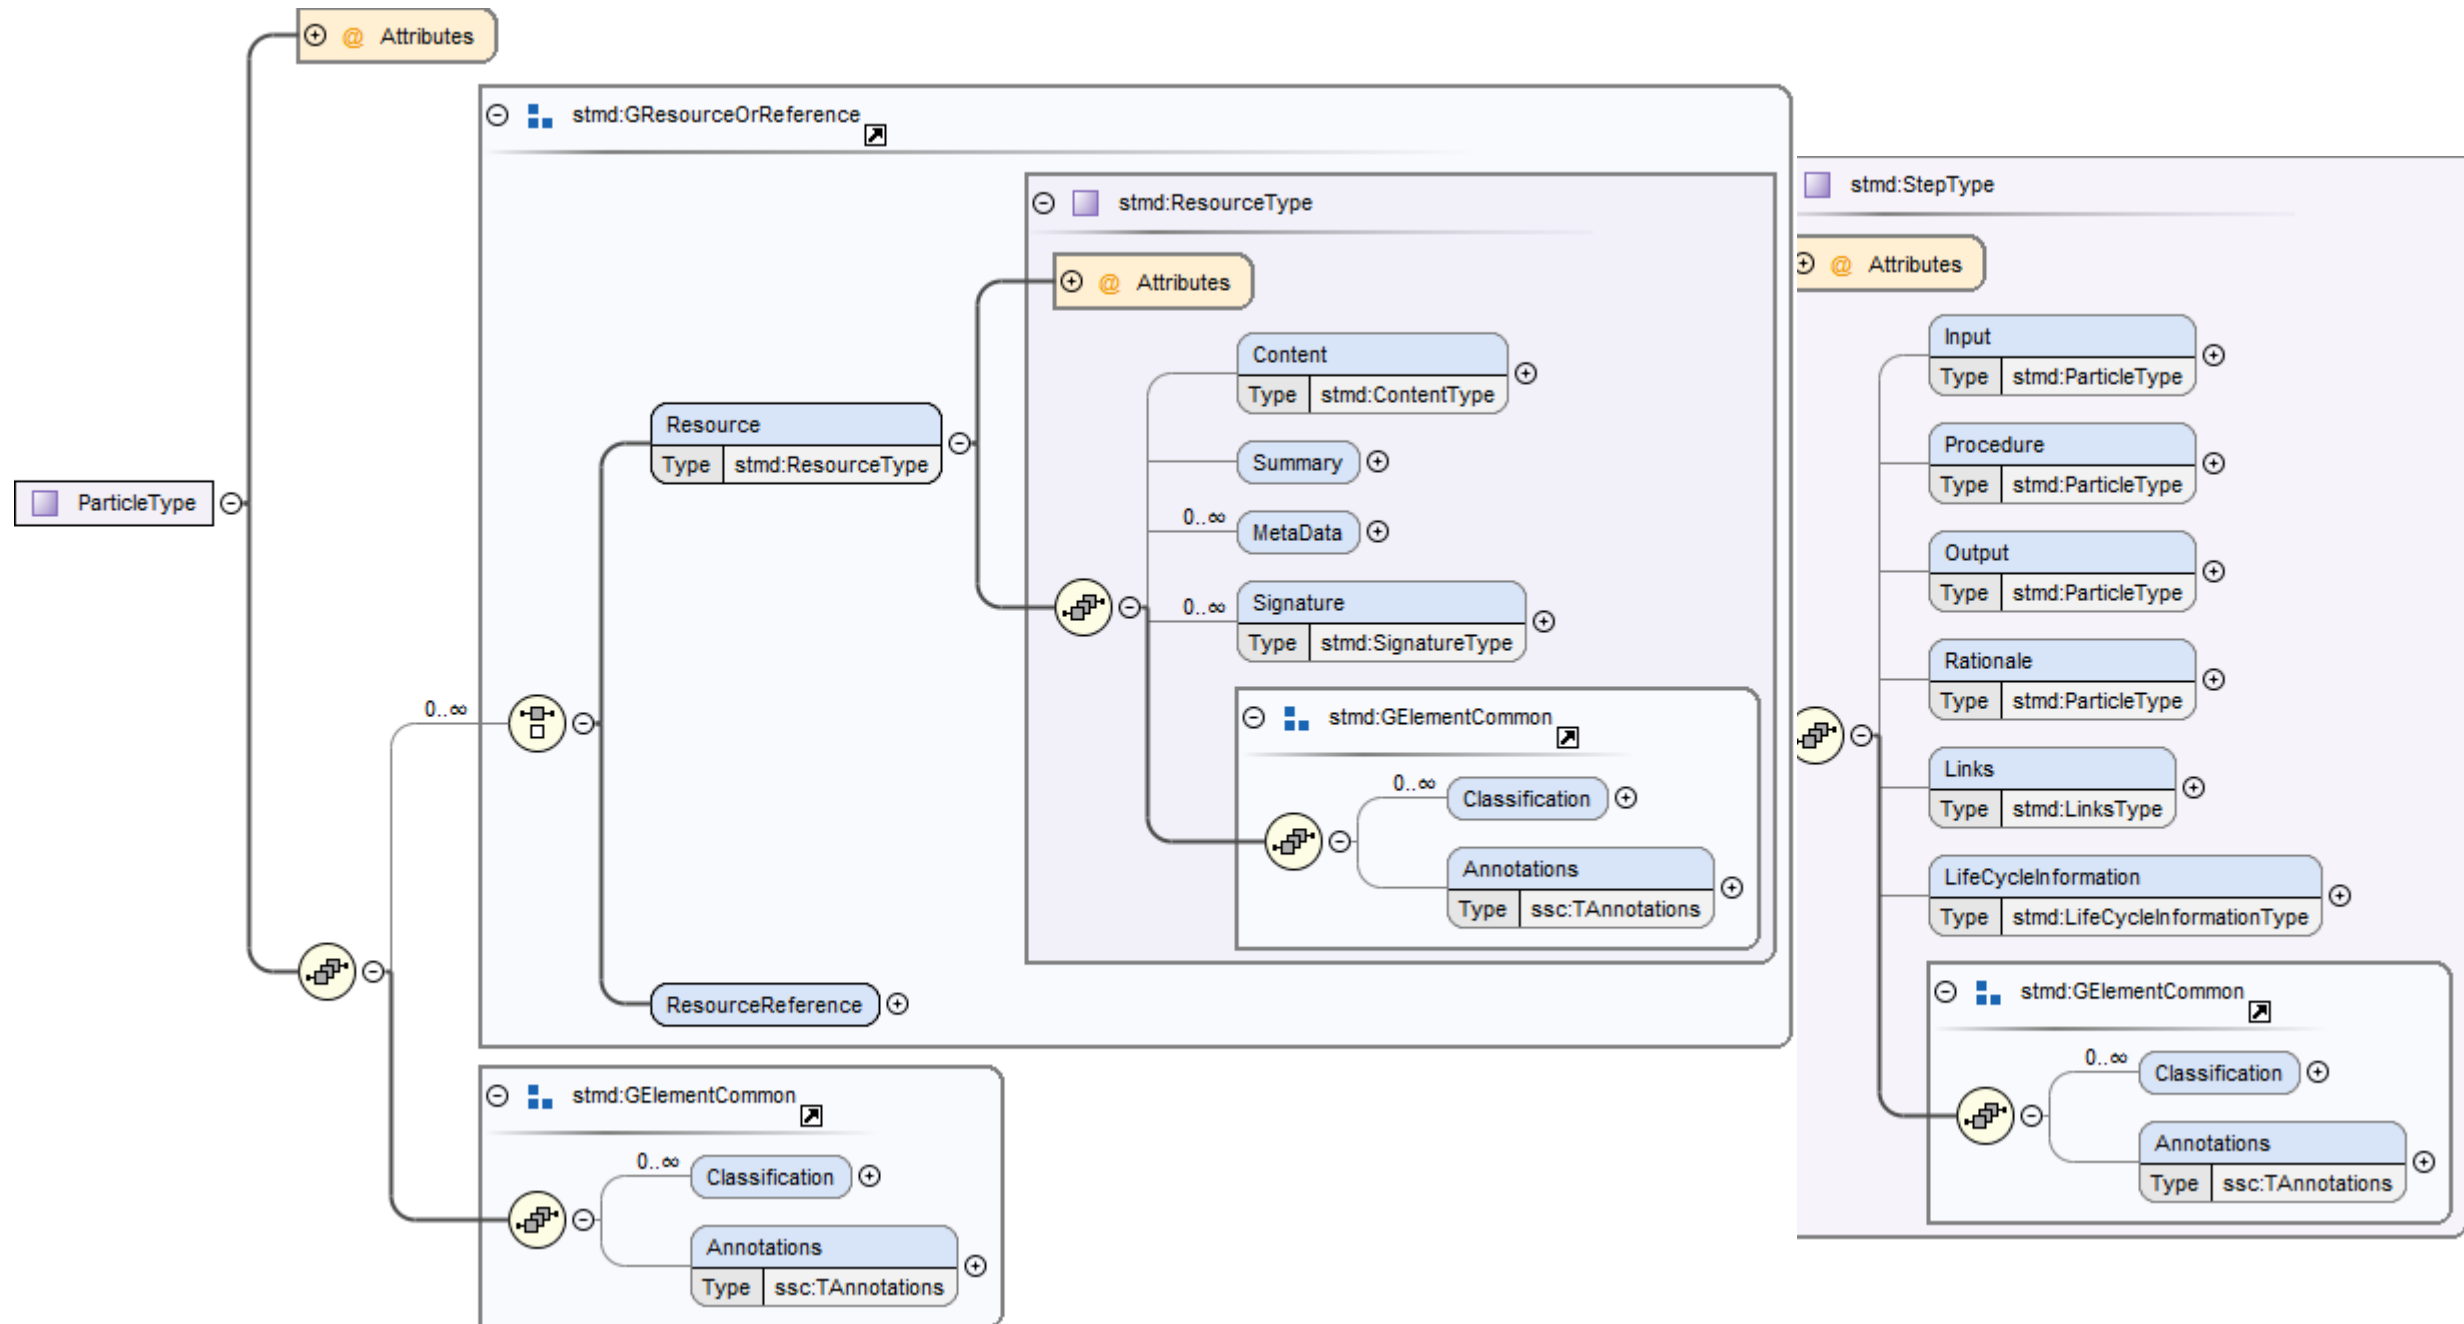 @ Attributes
stmd:GResourceOrReference
stmd:ResourceType
@ Attributes
Content
Type stmd:ContentType
Resource
Type stmd:ResourceType
Summary
ParticleType
0..∞ MetaData
0..∞ Signature
Type stmd:SignatureType
0..∞
stmd:GElementCommon
0..∞ Classification
Annotations
Type ssc:TAnnotations
ResourceReference
stmd:GElementCommon
0..∞ Classification
Annotations
Type ssc:TAnnotations
stmd:StepType
@ Attributes
Input
Type stmd:ParticleType
Procedure
Type stmd:ParticleType
Output
Type stmd:ParticleType
Rationale
Type stmd:ParticleType
Links
Type stmd:LinksType
LifeCycleInformation
Type stmd:LifeCycleInformationType
stmd:GElementCommon
0..∞ Classification
Annotations
Type ssc:TAnnotations